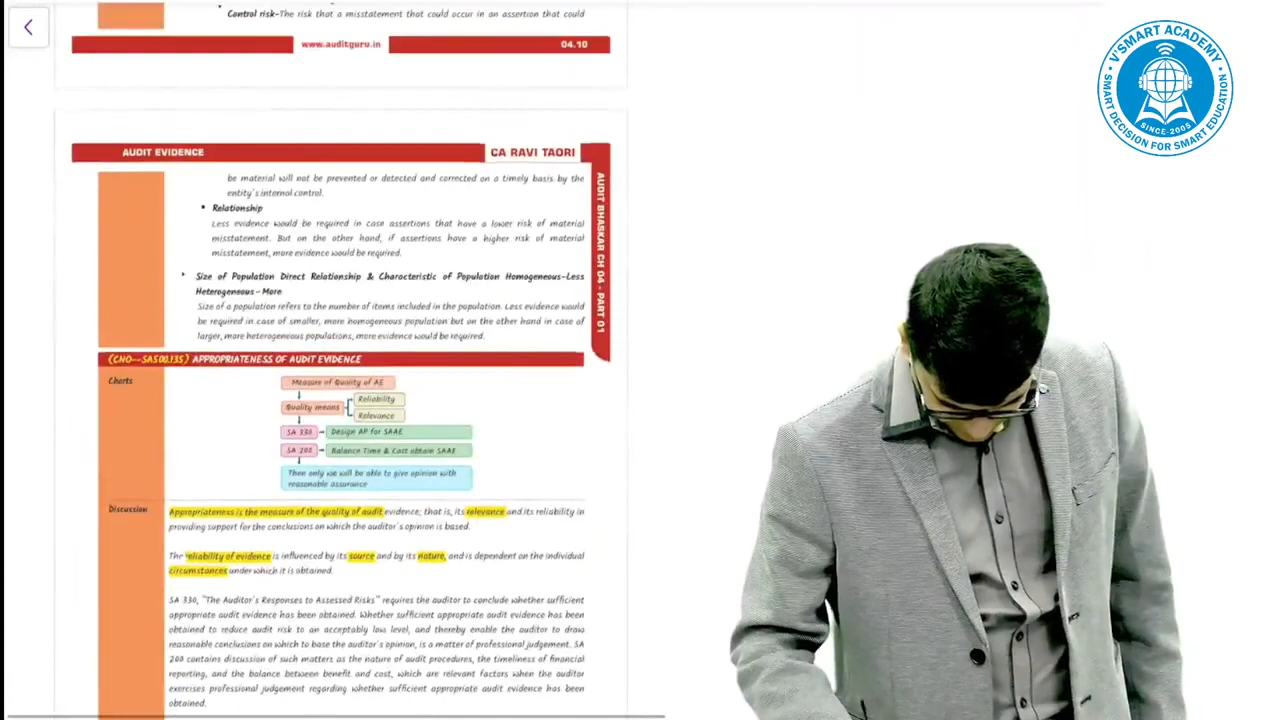 Control risk–The risk that a misstatement that could occur in an assertion that could
www.auditguru.in
04.10
AUDIT EVIDENCE
CA RAVI TAORI
be material will not be prevented or detected and corrected on a timely basis by the
entity's internal control.
Relationship
Less evidence would be required in case assertions that have a lower risk of material
misstatement. But on the other hand, if assertions have a higher risk of material
misstatement, more evidence would be required.
Size of Population Direct Relationship & Characteristic of Population Homogeneous–Less
Heterogeneous–More
Size of a population refers to the number of items included in the population. Less evidence would
be required in case of smaller, more homogeneous population but on the other hand in case of
larger, more heterogeneous populations, more evidence would be required.
AUDIT BHASKAR CH 04 - PART 01
(CNO--SA500.135) APPROPRIATENESS OF AUDIT EVIDENCE
Charts
Measure of Quality of AE
Quality means
Reliability
Relevance
SA 330
Design AP for SAAE
SA 200
Balance Time & Cost obtain SAAE
Then only we will be able to give opinion with
reasonable assurance
Discussion
Appropriateness is the measure of the quality of audit evidence; that is, its relevance and its reliability in
providing support for the conclusions on which the auditor's opinion is based.
The reliability of evidence is influenced by its source and by its nature, and is dependent on the individual
circumstances under which it is obtained.
SA 330, "The Auditor's Responses to Assessed Risks" requires the auditor to conclude whether sufficient
appropriate audit evidence has been obtained. Whether sufficient appropriate audit evidence has been
obtained to reduce audit risk to an acceptably low level, and thereby enable the auditor to draw
reasonable conclusions on which to base the auditor's opinion, is a matter of professional judgement. SA
200 contains discussion of such matters as the nature of audit procedures, the timeliness of financial
reporting, and the balance between benefit and cost, which are relevant factors when the auditor
exercises professional judgement regarding whether sufficient appropriate audit evidence has been
obtained.
V'SMART ACADEMY
SMART DECISION FOR SMART EDUCATION
SINCE-2005